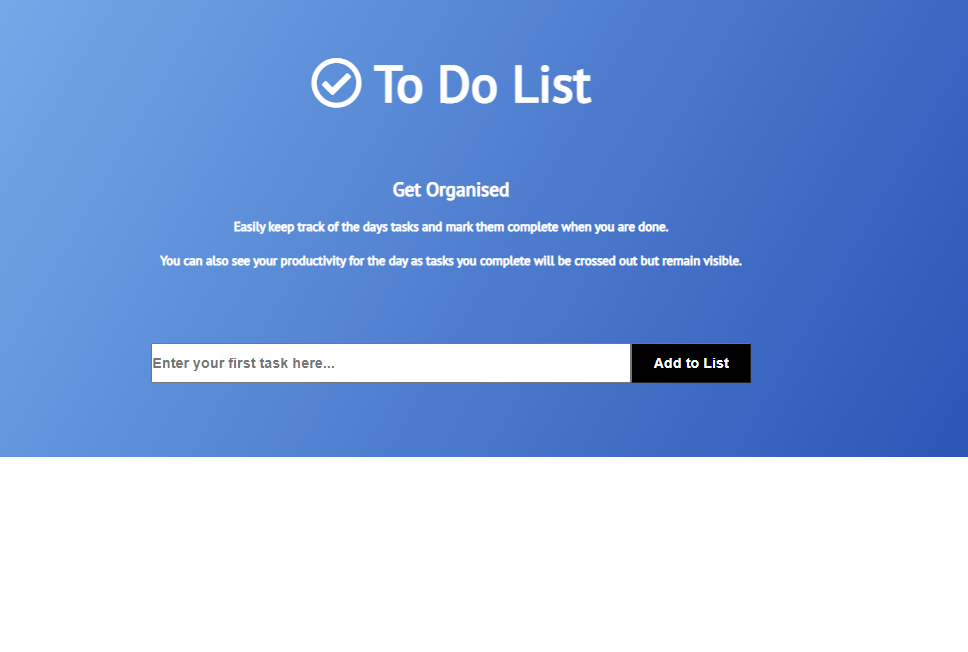 To Do List
Get Organised
Easily keep track of the days tasks and mark them complete when you are done.
You can also see your productivity for the day as tasks you complete will be crossed out but remain visible.
Enter your first task here... Add to List